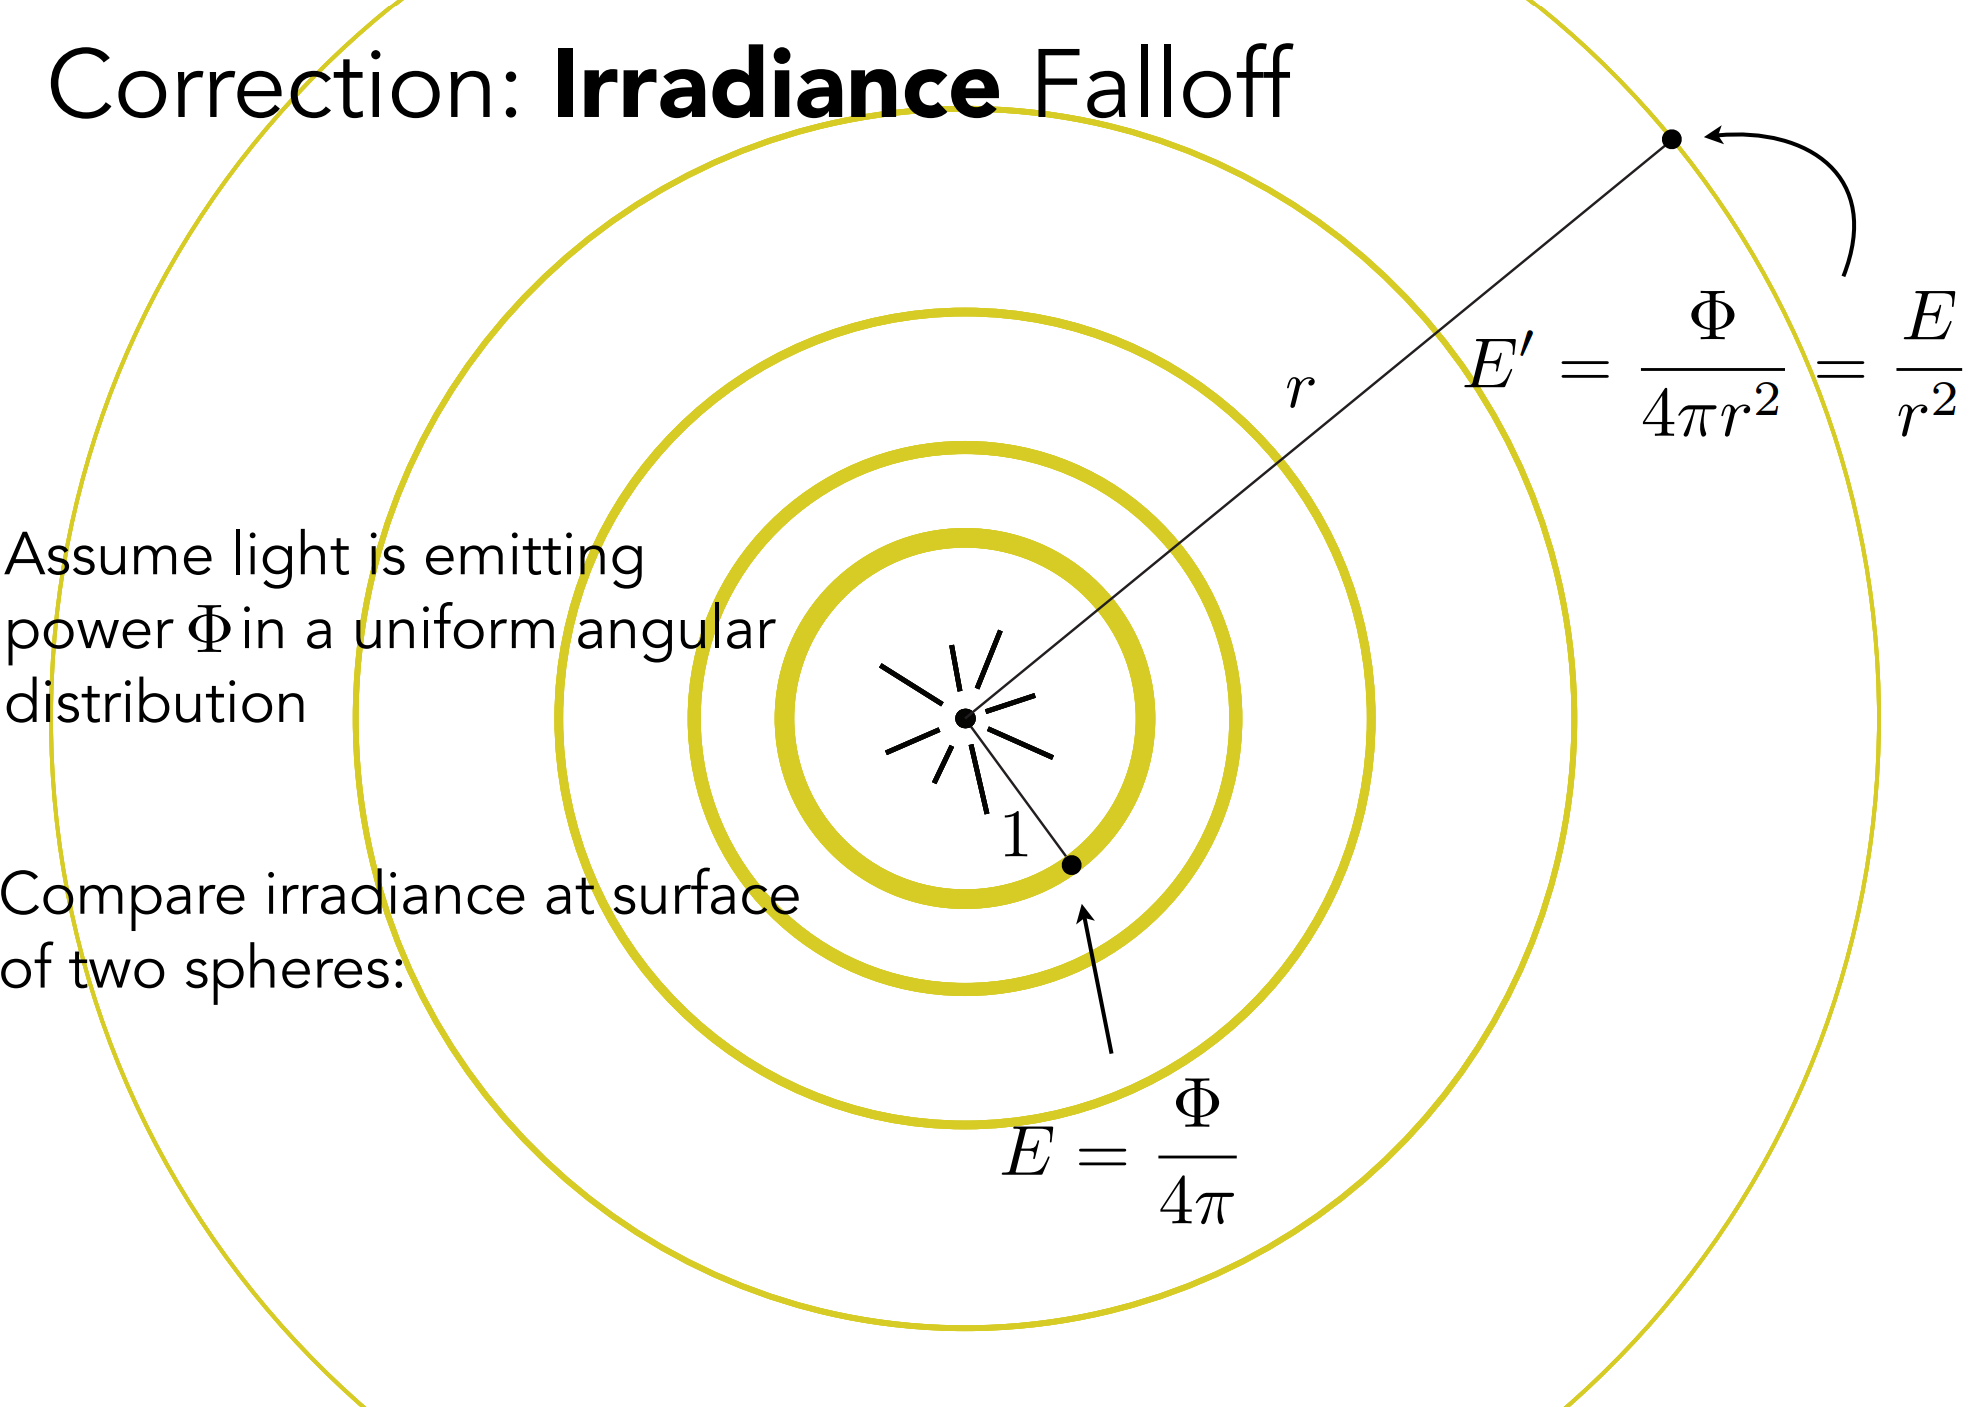 Correction: Irradiance Falloff
r
E′ = Φ / 4πr² = E / r²
Assume light is emitting
power Φ in a uniform angular
distribution
1
Compare irradiance at surface
of two spheres:
E = Φ / 4π